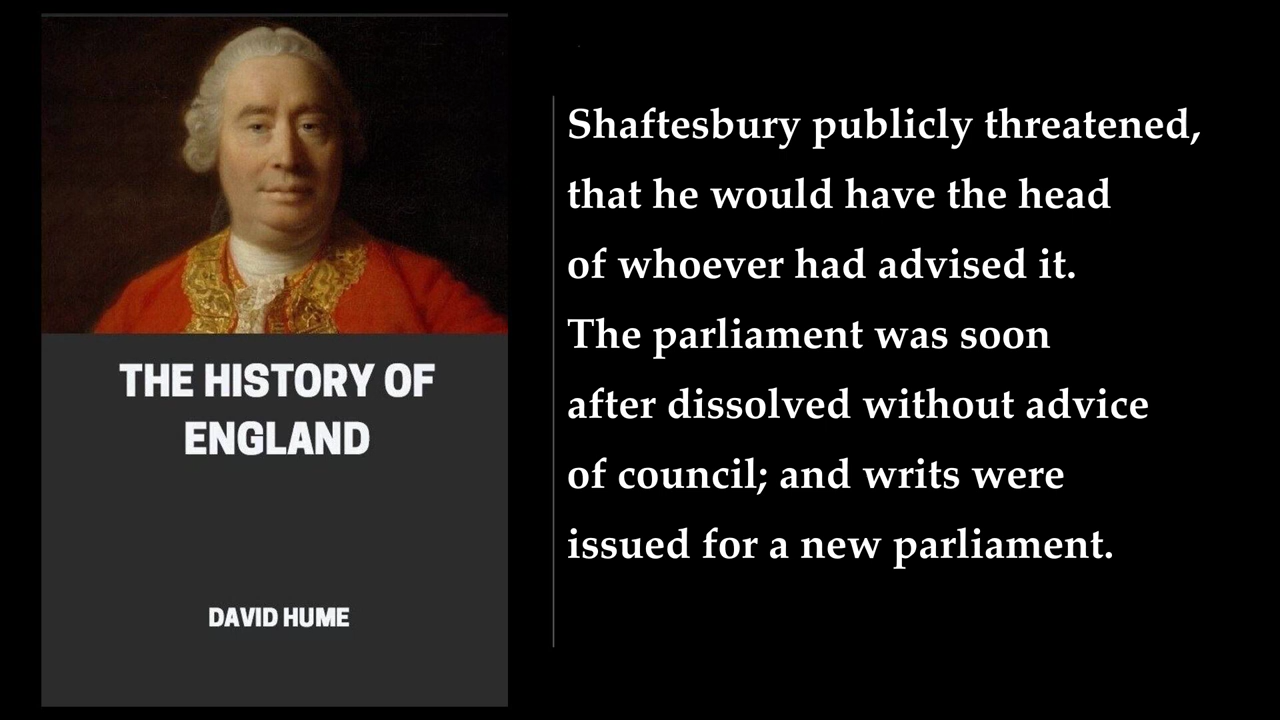 THE HISTORY OF
ENGLAND
DAVID HUME
Shaftesbury publicly threatened,
that he would have the head
of whoever had advised it.
The parliament was soon
after dissolved without advice
of council; and writs were
issued for a new parliament.